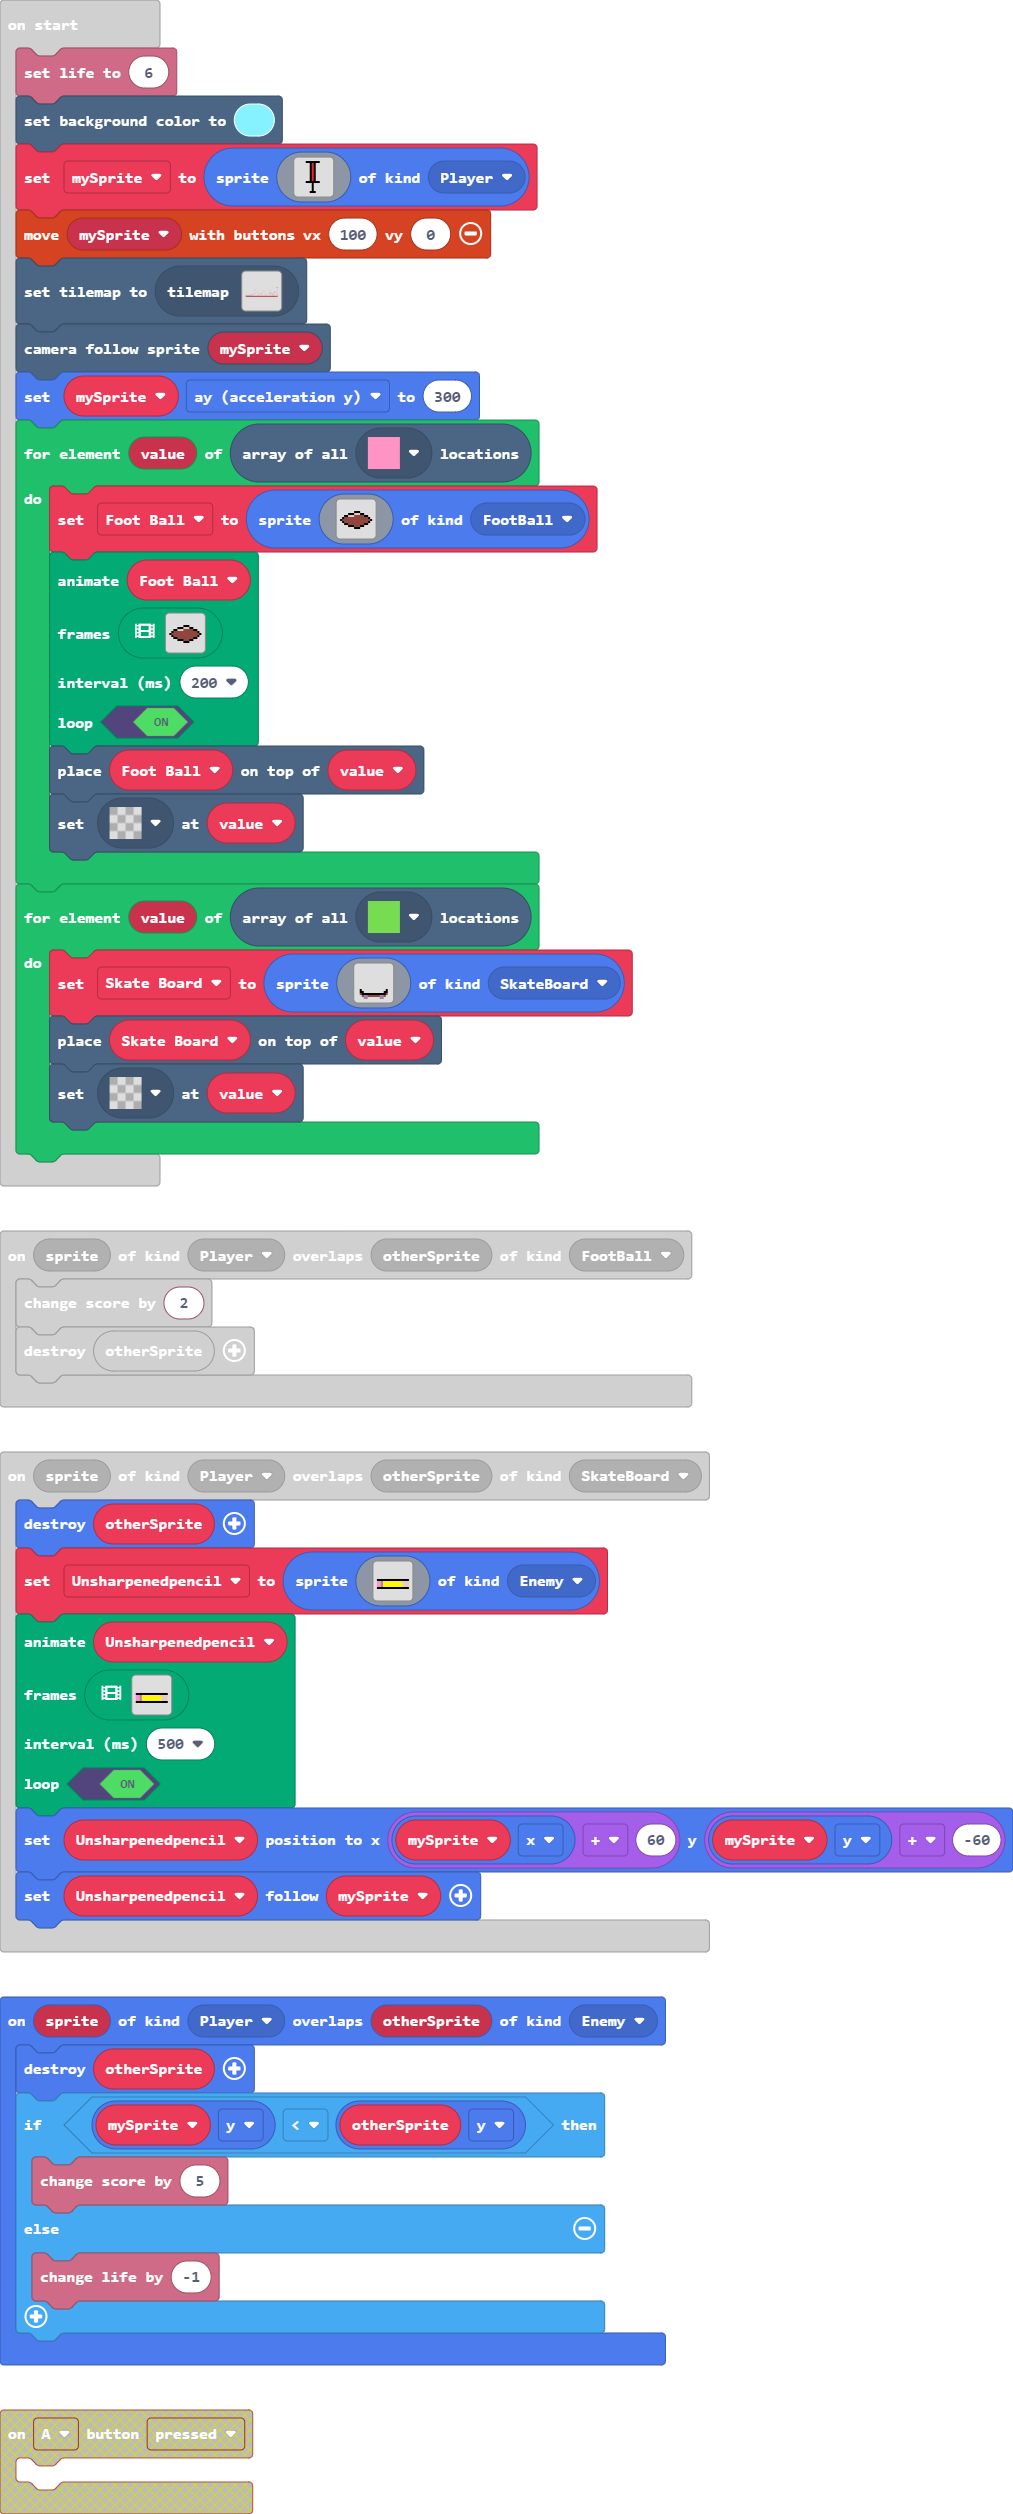 on start
set life to 6
set background color to
set mySprite to sprite of kind Player
move mySprite with buttons vx 100 vy 0
set tilemap to tilemap
camera follow sprite mySprite
set mySprite ay (acceleration y) to 300
for element value of array of all locations
do
set Foot Ball to sprite of kind FootBall
animate Foot Ball
frames
interval (ms) 200
loop ON
place Foot Ball on top of value
set at value
for element value of array of all locations
do
set Skate Board to sprite of kind SkateBoard
place Skate Board on top of value
set at value
on sprite of kind Player overlaps otherSprite of kind FootBall
change score by 2
destroy otherSprite
on sprite of kind Player overlaps otherSprite of kind SkateBoard
destroy otherSprite
set Unsharpenedpencil to sprite of kind Enemy
animate Unsharpenedpencil
frames
interval (ms) 500
loop ON
set Unsharpenedpencil position to x mySprite x + 60 y mySprite y + -60
set Unsharpenedpencil follow mySprite
on sprite of kind Player overlaps otherSprite of kind Enemy
destroy otherSprite
if mySprite y < otherSprite y then
change score by 5
else
change life by -1
on A button pressed